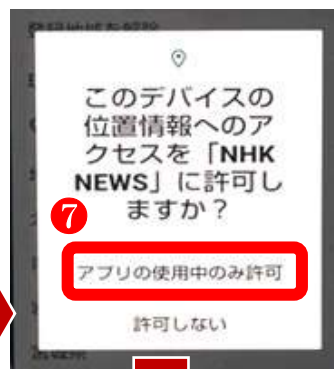 このデバイスの
位置情報へのア
クセスを「NHK
NEWS」に許可し
ますか？
7
アプリの使用中のみ許可
許可しない